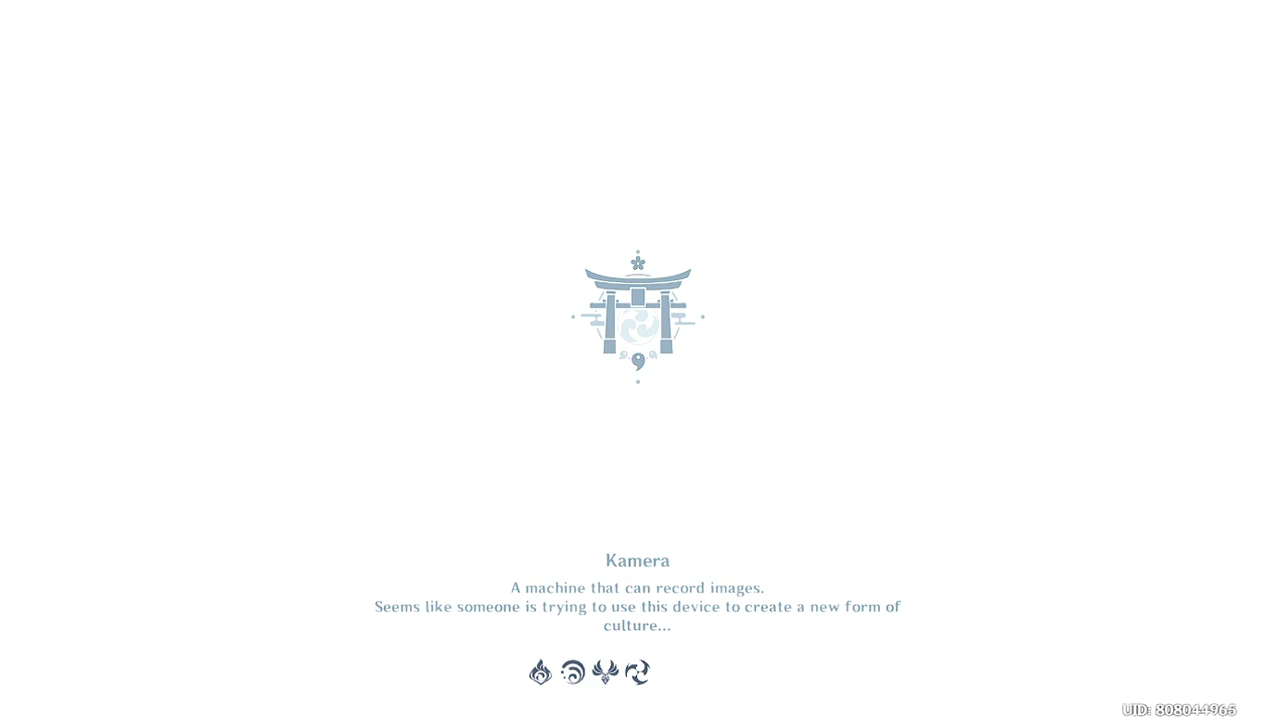 Kamera
A machine that can record images.
Seems like someone is trying to use this device to create a new form of
culture...
UID: 808044965